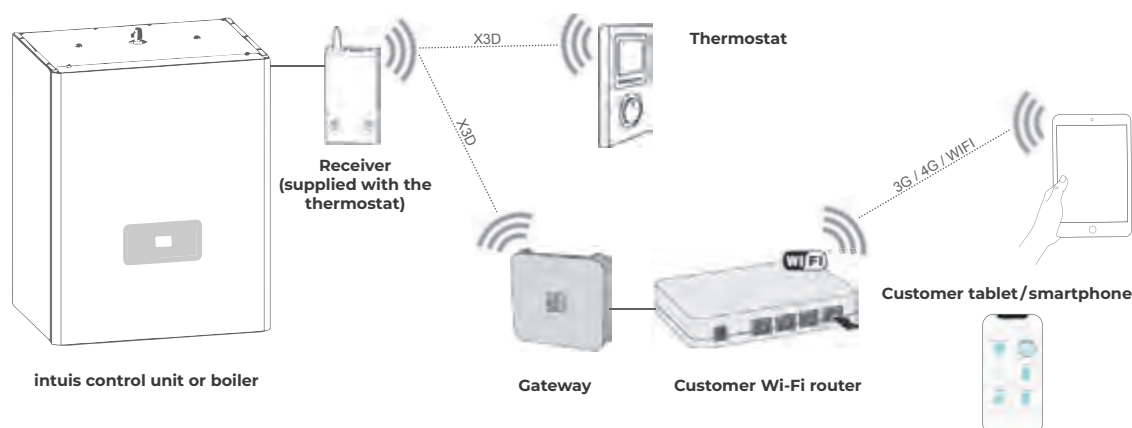 X3D
Thermostat
X3D
Receiver
(supplied with the
thermostat)
3G / 4G / WIFI
WiFi
Customer tablet/smartphone
intuis control unit or boiler
Gateway
Customer Wi-Fi router